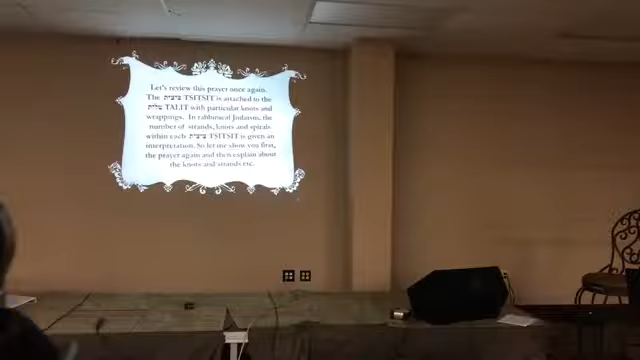 Let's review this prayer once again.
The ציצית TSITSIT is attached to the
טלית TALIT with particular knots and
wrappings. In rabbinical Judaism, the
number of strands, knots and spirals
within each ציצית TSITSIT is given an
interpretation. So let me show you first,
the prayer again and then explain about
the knots and strands etc.